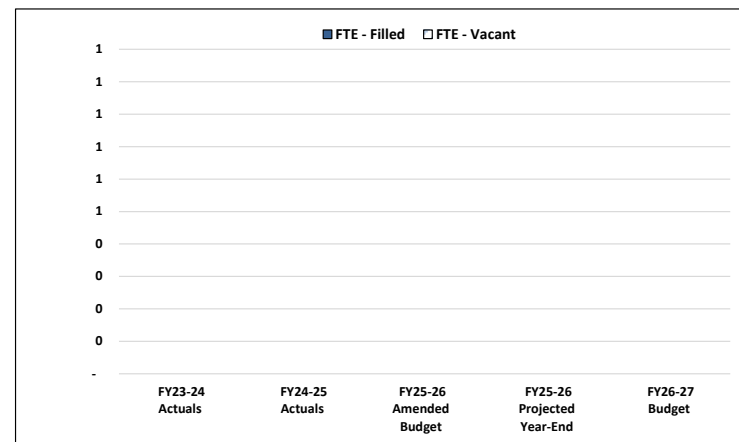 FTE - Filled FTE - Vacant
1
1
1
1
1
1
0
0
0
0
-
FY23-24 FY24-25 FY25-26 FY25-26 FY26-27
Actuals Actuals Amended Projected Budget
Budget Year-End